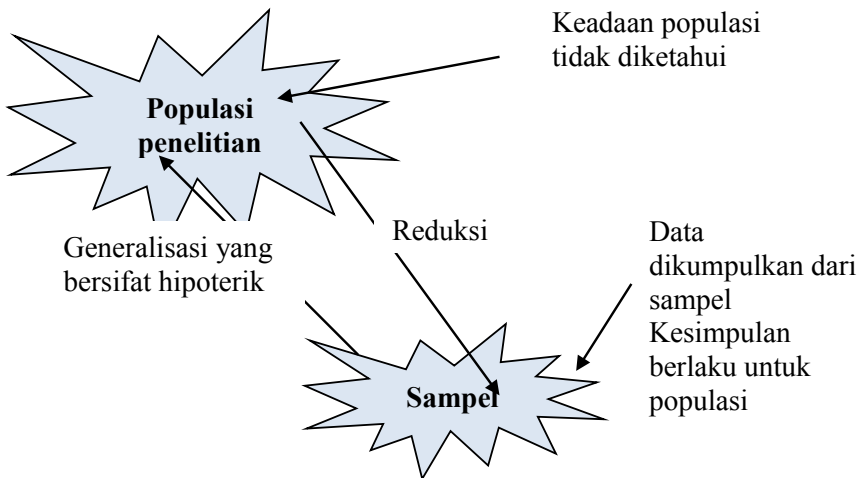 Keadaan populasi
tidak diketahui
Populasi
penelitian
Generalisasi yang
bersifat hipoterik
Reduksi
Data
dikumpulkan dari
sampel
Kesimpulan
berlaku untuk
populasi
Sampel